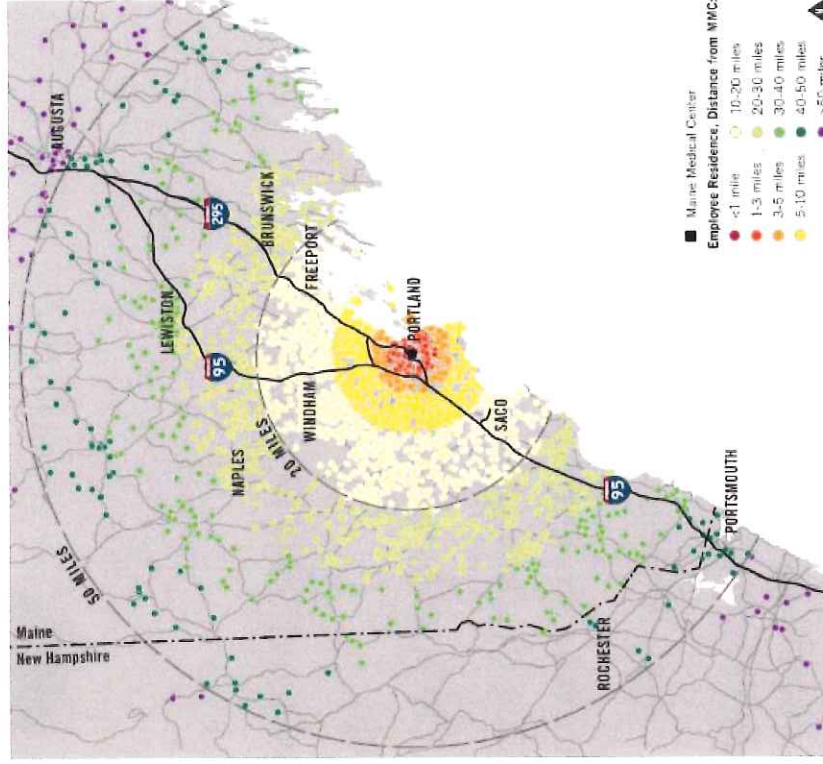 AUGUSTA
295
BRUNSWICK
FREEPORT
LEWISTON
95
PORTLAND
WINDHAM
20 MILES
NAPLES
SACO
50 MILES
95
PORTSMOUTH
Maine
New Hampshire
ROCHESTER
Maine Medical Center
Employee Residence, Distance from MMC:
<1 mile
1-3 miles
3-5 miles
5-10 miles
10-20 miles
20-30 miles
30-40 miles
40-50 miles
>50 miles